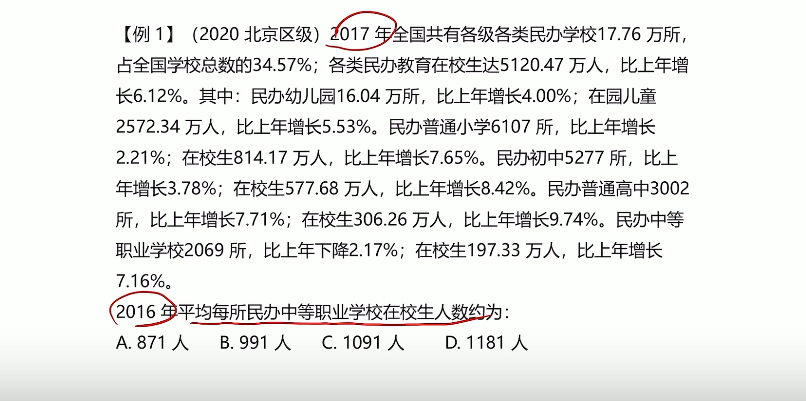 【例 1】（2020 北京区级）2017 年全国共有各级各类民办学校17.76 万所，
占全国学校总数的34.57%；各类民办教育在校生达5120.47 万人，比上年增
长6.12%。其中：民办幼儿园16.04 万所，比上年增长4.00%；在园儿童
2572.34 万人，比上年增长5.53%。民办普通小学6107 所，比上年增长
2.21%；在校生814.17 万人，比上年增长7.65%。民办初中5277 所，比上
年增长3.78%；在校生577.68 万人，比上年增长8.42%。民办普通高中3002
所，比上年增长7.71%；在校生306.26 万人，比上年增长9.74%。民办中等
职业学校2069 所，比上年下降2.17%；在校生197.33 万人，比上年增长
7.16%。
2016 年平均每所民办中等职业学校在校生人数约为：
A. 871 人 B. 991 人 C. 1091 人 D. 1181 人